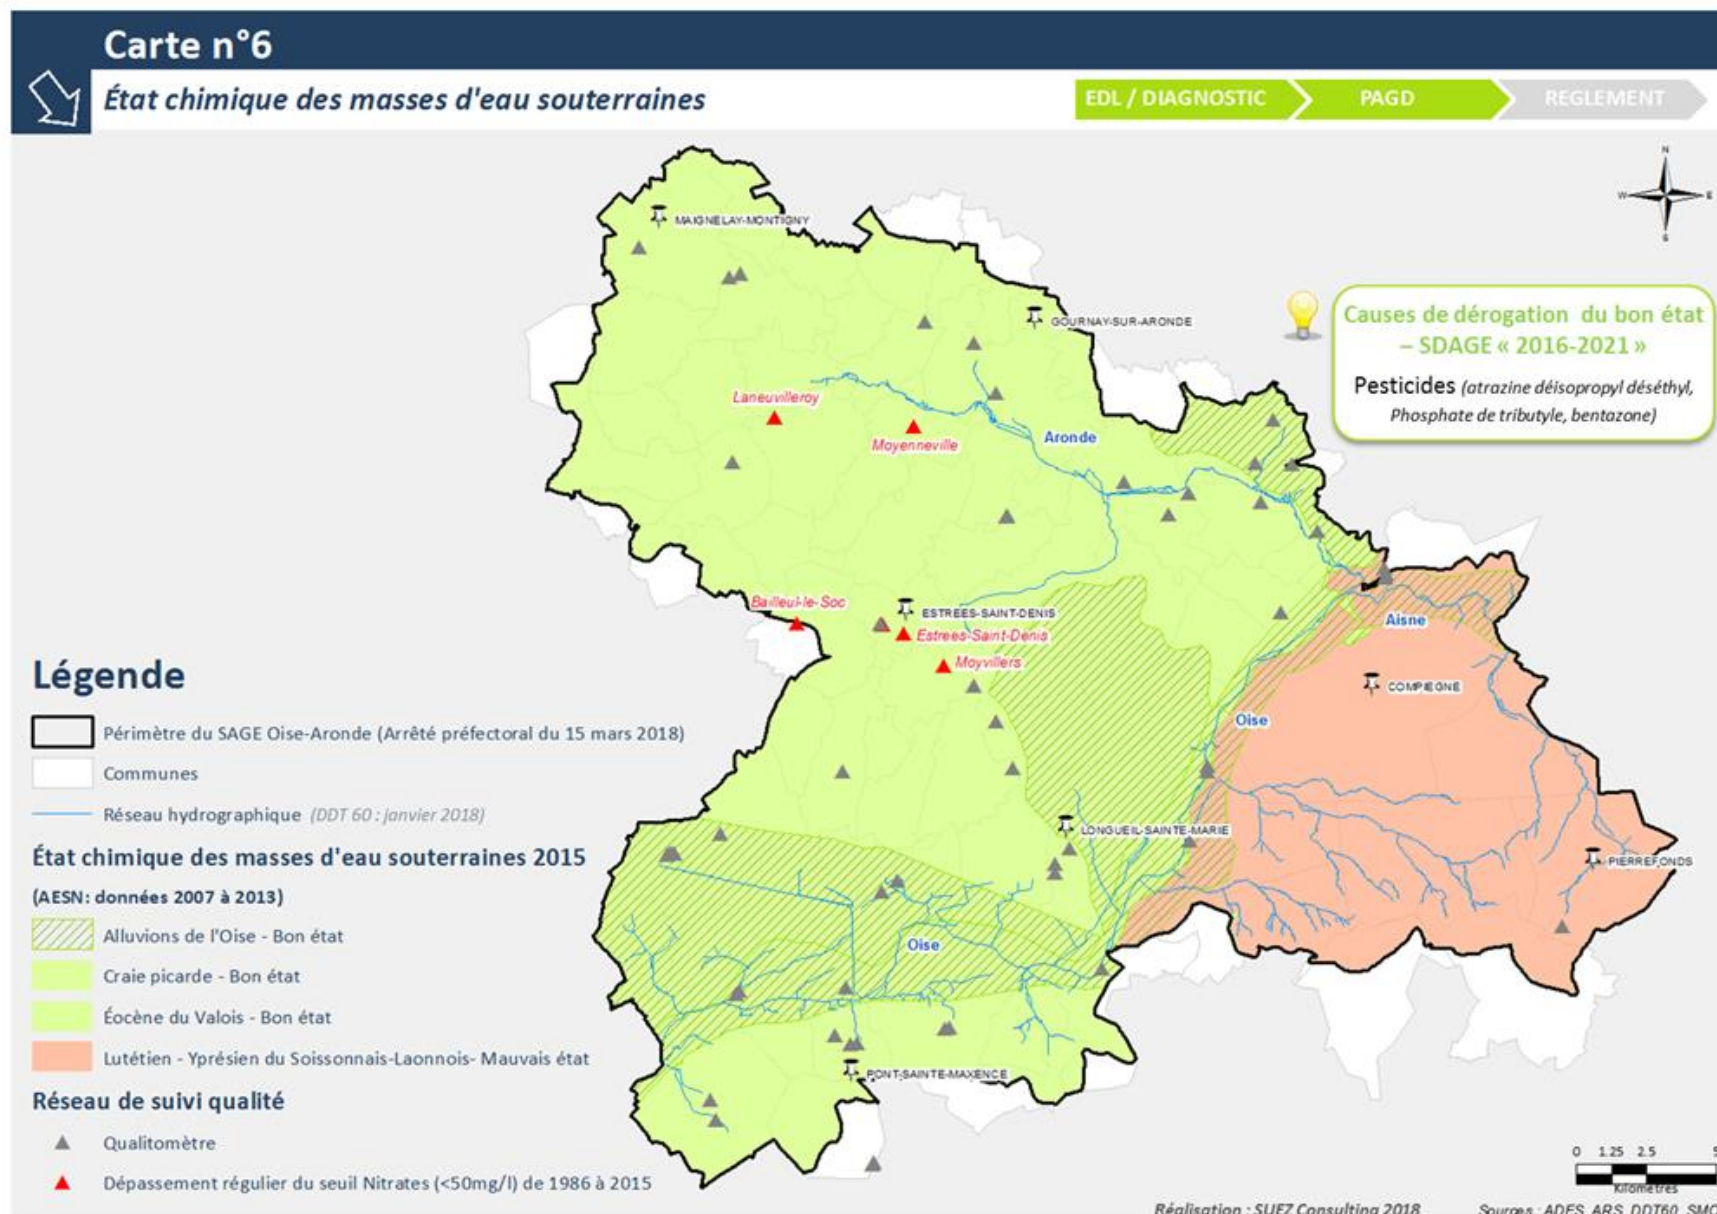 Carte n°6
État chimique des masses d'eau souterraines
EDL / DIAGNOSTIC
PAGD
REGLEMENT
N
W
E
S
MAIGNELAY-MONTIGNY
GOURNAY-SUR-ARONDE
Causes de dérogation du bon état
– SDAGE « 2016-2021 »
Pesticides (atrazine déisopropyl déséthyl,
Phosphate de tributyle, bentazone)
Laneuvilleroy
Moyenneville
Aronde
Bailleul-le-Soc
ESTREES-SAINT-DENIS
Estrees-Saint-Denis
Moyvillers
Aisne
COMPIEGNE
Oise
LONGUEIL-SAINTE-MARIE
PIERREFONDS
Oise
PONT-SAINTE-MAXENCE
Légende
Périmètre du SAGE Oise-Aronde (Arrêté préfectoral du 15 mars 2018)
Communes
Réseau hydrographique (DDT 60 : janvier 2018)
État chimique des masses d'eau souterraines 2015
(AESN: données 2007 à 2013)
Alluvions de l'Oise - Bon état
Craie picarde - Bon état
Éocène du Valois - Bon état
Lutétien - Yprésien du Soissonnais-Laonnois- Mauvais état
Réseau de suivi qualité
Qualitomètre
Dépassement régulier du seuil Nitrates (<50mg/l) de 1986 à 2015
0 1.25 2.5 5
Kilomètres
Réalisation : SUEZ Consulting 2018
Sources : ADES, ARS, DDT60, SMO